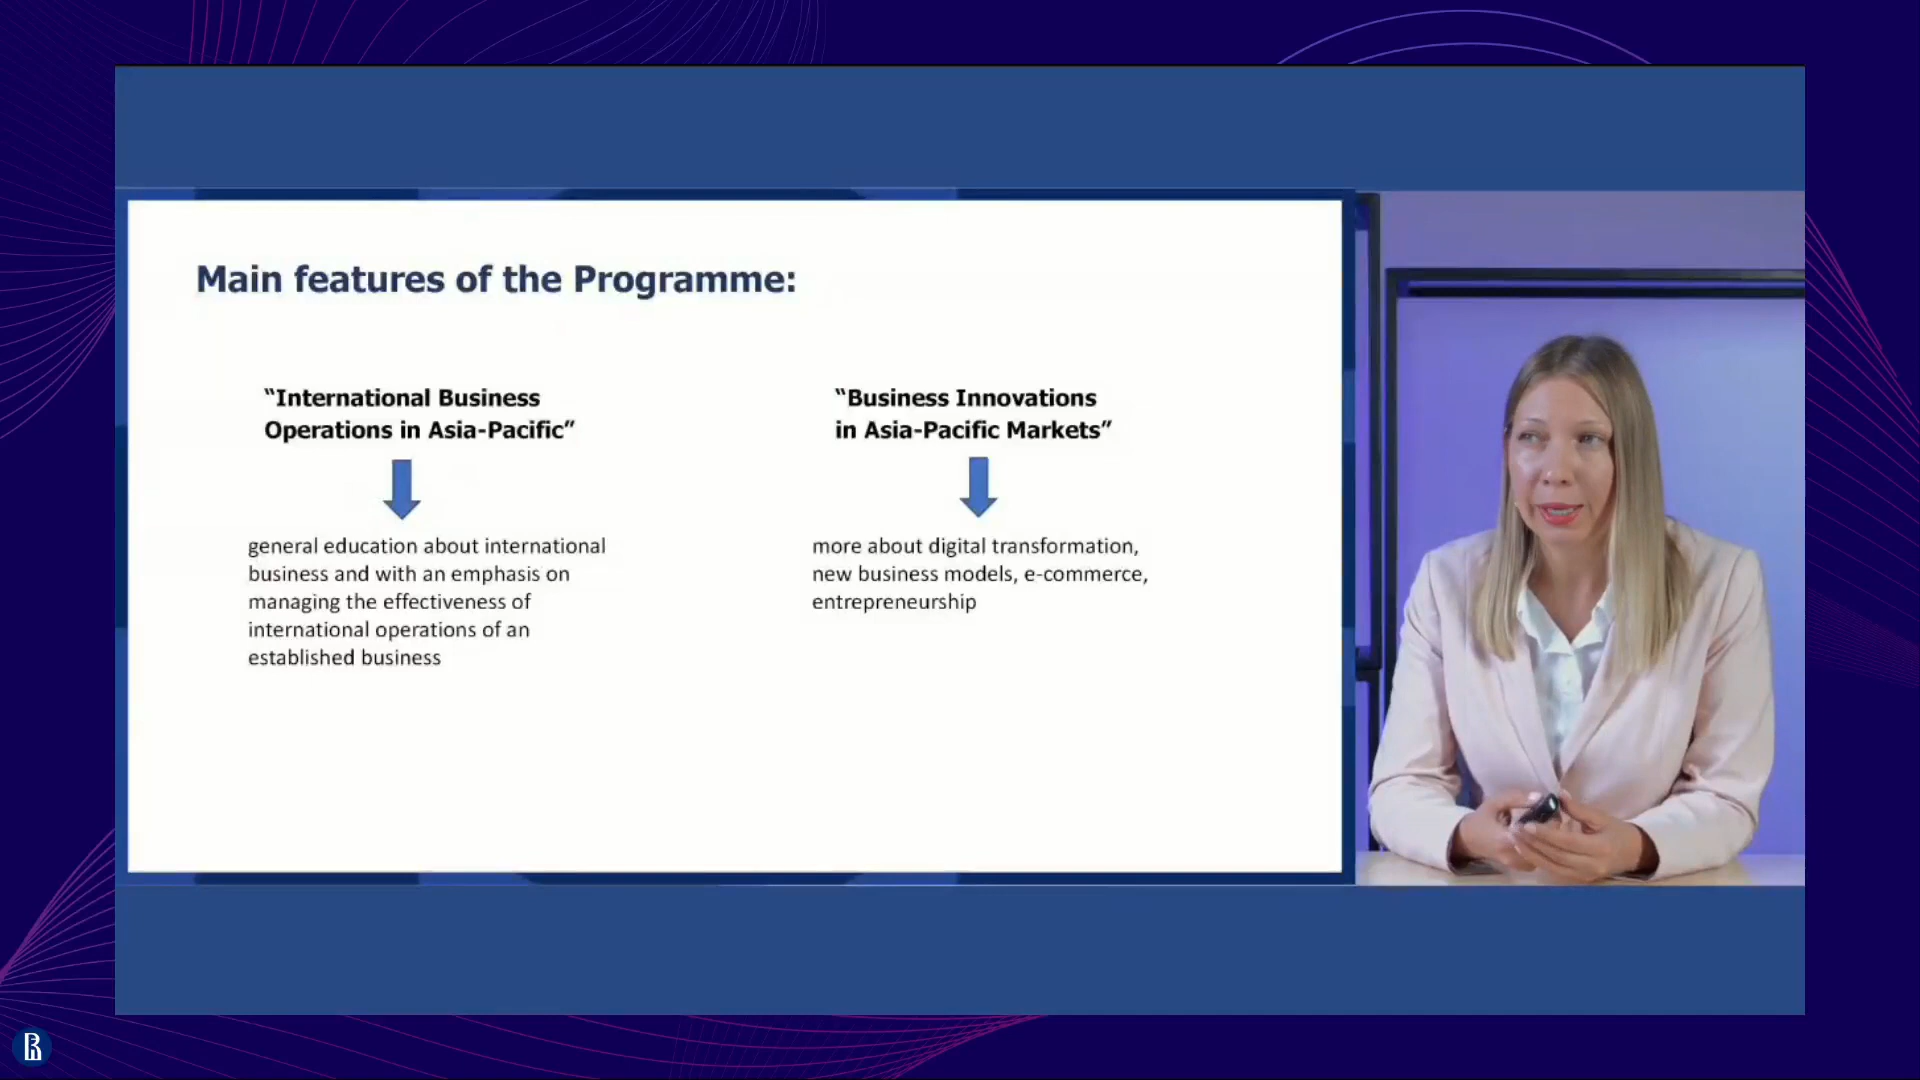 Main features of the Programme:
“International Business
Operations in Asia-Pacific”
general education about international
business and with an emphasis on
managing the effectiveness of
international operations of an
established business
“Business Innovations
in Asia-Pacific Markets”
more about digital transformation,
new business models, e-commerce,
entrepreneurship